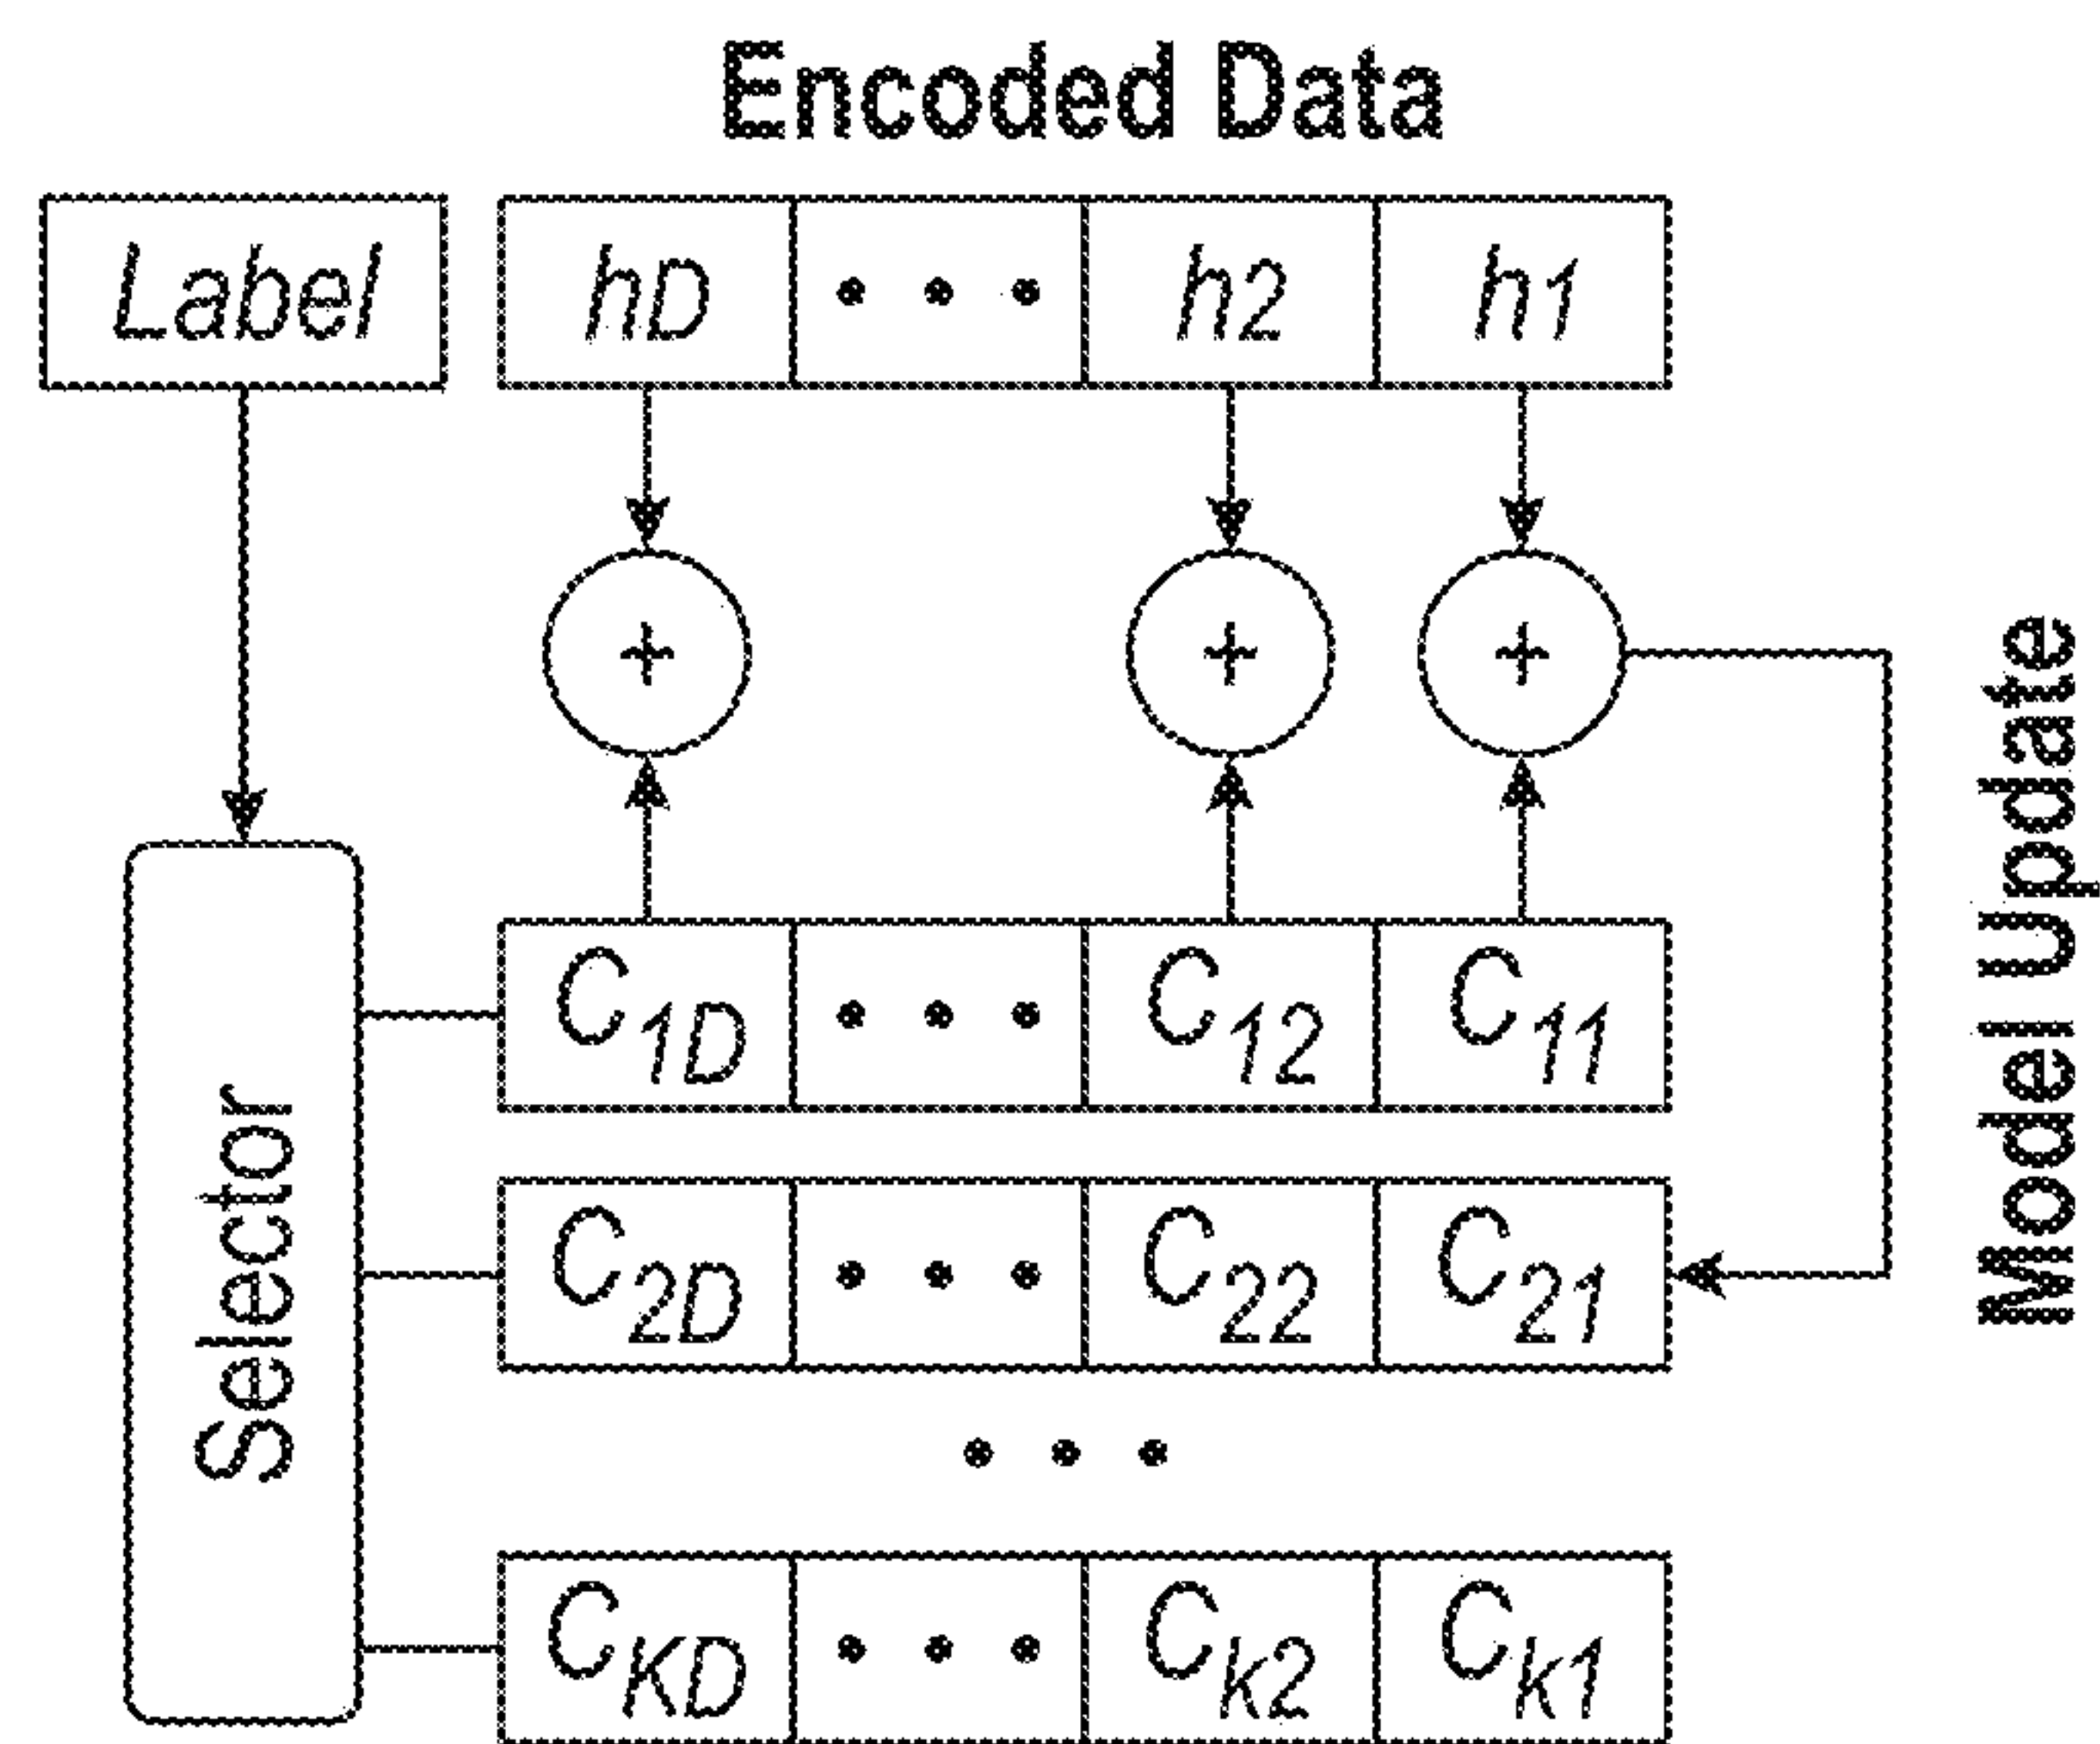 Encoded Data
Label hD • • • h2 h1
+ + +
Model Update
Selector
C1D • • • C12 C11
C2D • • • C22 C21
• • •
CKD • • • Ck2 Ck1